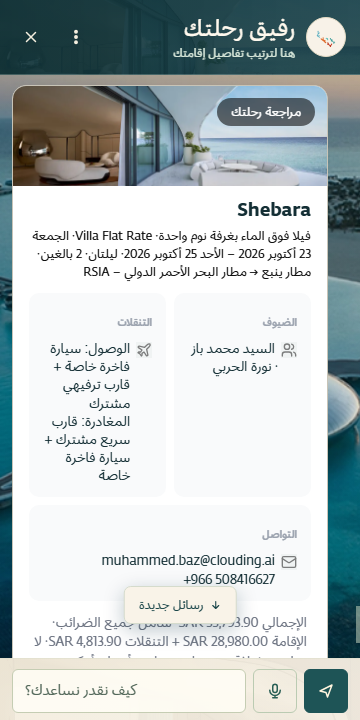 رفيق رحلتك
هنا لترتيب تفاصيل إقامتك
مراجعة رحلتك
Shebara
فيلا فوق الماء بغرفة نوم واحدة· Villa Flat Rate· الجمعة
23 أكتوبر 2026 – الأحد 25 أكتوبر 2026· ليلتان· 2 بالغين·
مطار ينبع → مطار البحر الأحمر الدولي – RSIA
الضيوف
السيد محمد باز
· نورة الحربي
التنقلات
الوصول: سيارة
فاخرة خاصة +
قارب ترفيهي
مشترك
المغادرة: قارب
سريع مشترك +
سيارة فاخرة
خاصة
التواصل
muhammed.baz@clouding.ai
+966 508416627
رسائل جديدة
الإجمالي SAR جميع الضرائب·
الإقامة SAR 28,980.00 + التنقلات SAR 4,813.90· لا
كيف نقدر نساعدك؟